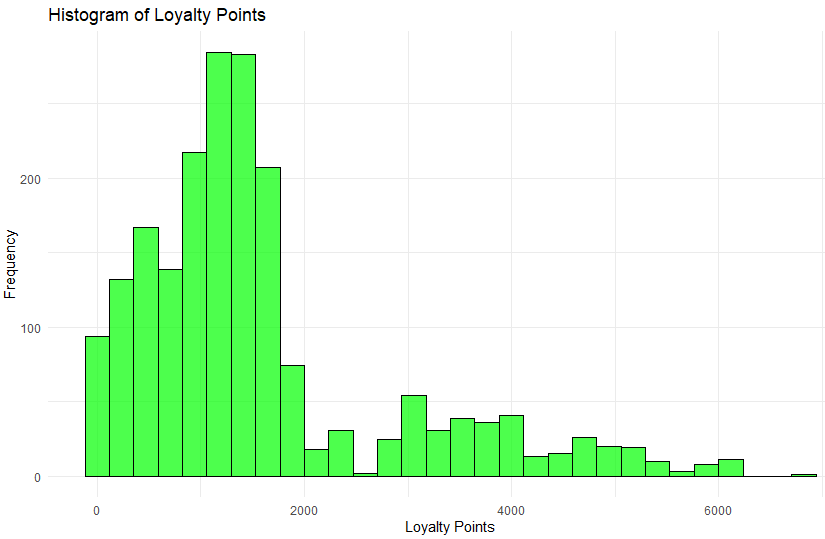 Histogram of Loyalty Points
Frequency
200
100
0
0 2000 4000 6000
Loyalty Points